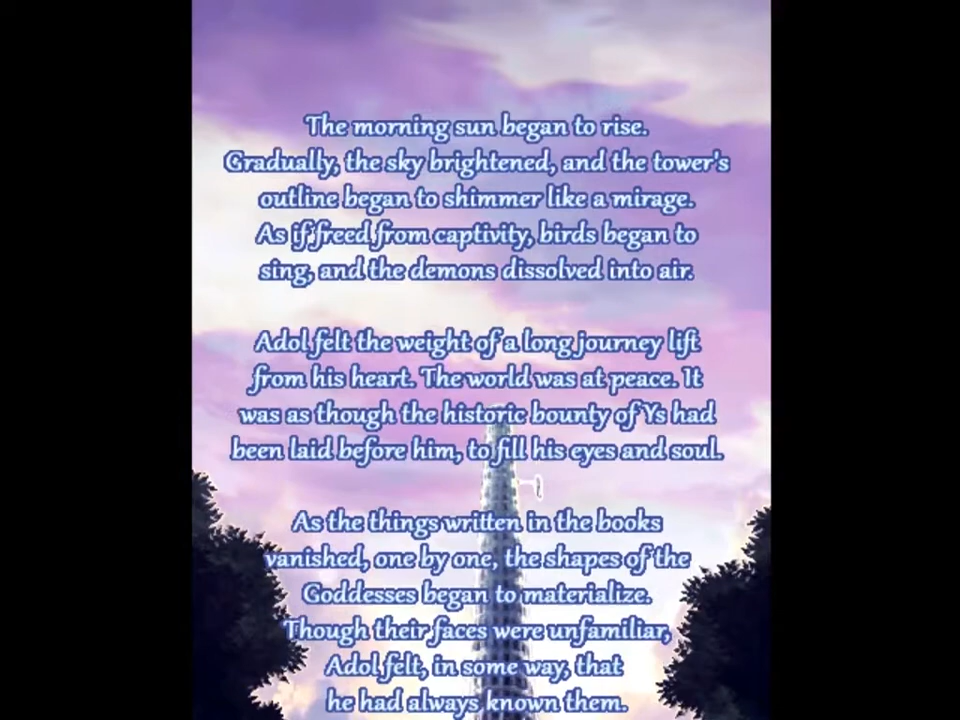 The morning sun began to rise.
Gradually, the sky brightened, and the tower's
outline began to shimmer like a mirage.
As if freed from captivity, birds began to
sing, and the demons dissolved into air.
Adol felt the weight of a long journey lift
from his heart. The world was at peace. It
was as though the historic bounty of Ys had
been laid before him, to fill his eyes and soul.
As the things written in the books
vanished, one by one, the shapes of the
Goddesses began to materialize.
Though their faces were unfamiliar,
Adol felt, in some way, that
he had always known them.